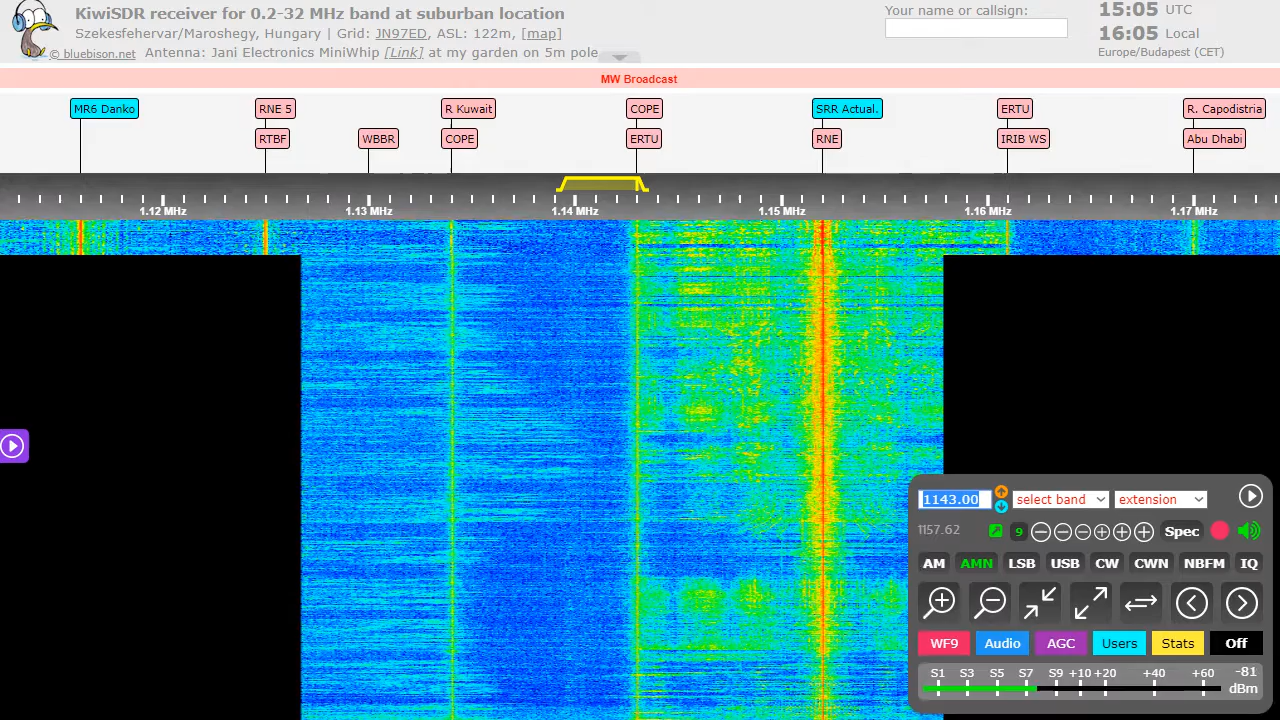 KiwiSDR receiver for 0.2-32 MHz band at suburban location
Szekesfehervar/Maroshegy, Hungary | Grid: JN97ED, ASL: 122m, [map]
© bluebison.net Antenna: Jani Electronics MiniWhip [Link] at my garden on 5m pole
Your name or callsign:
15:05 UTC
16:05 Local
Europe/Budapest (CET)
MW Broadcast
MR6 Danko RNE 5 R Kuwait COPE SRR Actual. ERTU R. Capodistria
RTBF WBBR COPE ERTU RNE IRIB WS Abu Dhabi
1.12 MHz 1.13 MHz 1.14 MHz 1.15 MHz 1.16 MHz 1.17 MHz
1143.00 select band extension
1157.62 9 Spec
AM AMN LSB USB CW CWN NBFM IQ
WF9 Audio AGC Users Stats Off
S1 S3 S5 S7 S9 +10 +20 +40 +60 -81
dBm